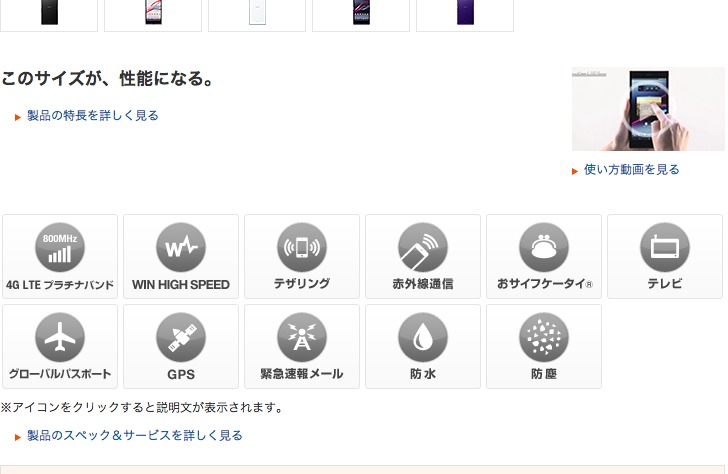 このサイズが、性能になる。
製品の特長を詳しく見る
使い方動画を見る
800MHz
4G LTE プラチナバンド
W
WIN HIGH SPEED
テザリング
赤外線通信
おサイフケータイ®
テレビ
グローバルパスポート
GPS
緊急速報メール
防水
防塵
※アイコンをクリックすると説明文が表示されます。
製品のスペック＆サービスを詳しく見る